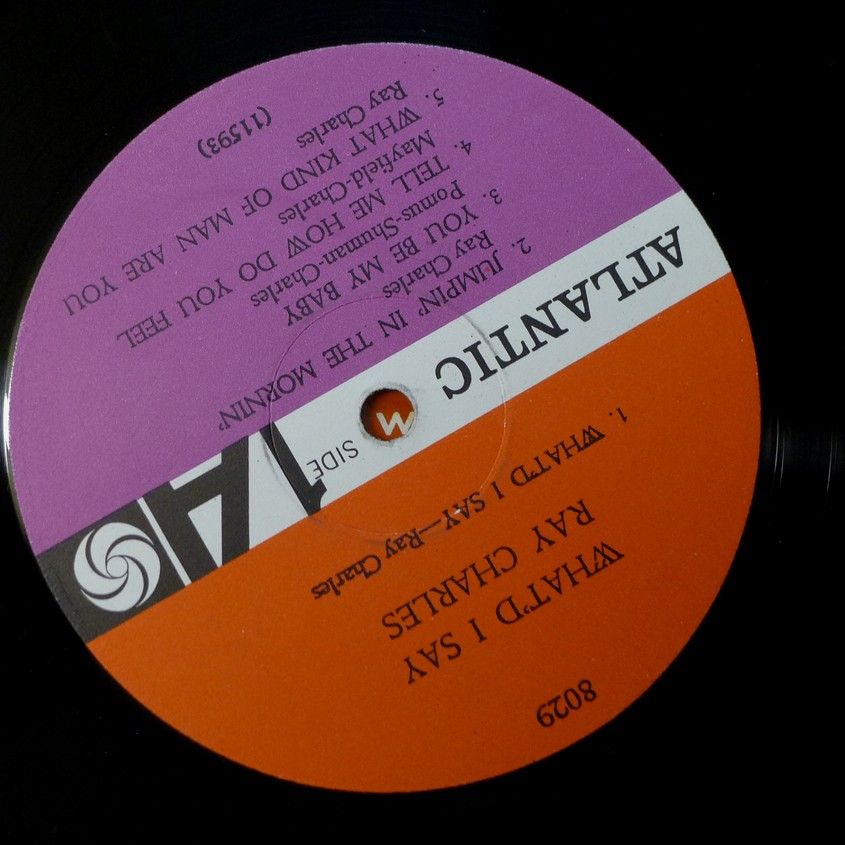 8029
WHAT'D I SAY
RAY CHARLES
1. WHAT'D I SAY—Ray Charles
ATLANTIC
SIDE 1
2. JUMPIN' IN THE MORNIN'
Ray Charles
3. YOU BE MY BABY
Pomus-Shuman-Charles
4. TELL ME HOW DO YOU FEEL
Mayfield-Charles
5. WHAT KIND OF MAN ARE YOU
Ray Charles
(11593)